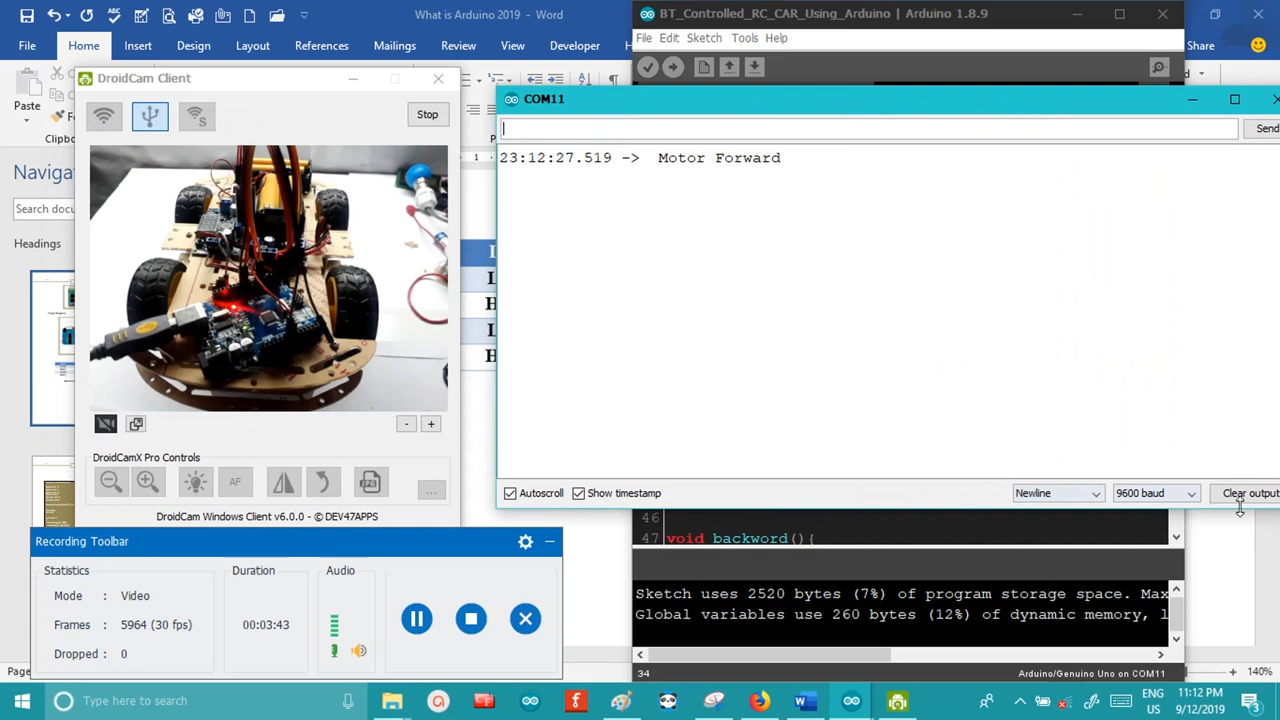 What is Arduino 2019 - Word
File Home Insert Design Layout References Mailings Review View Developer
Share
Paste
Clipb
Naviga
Search docu
Headings
Page
140%
DroidCam Client
Stop
- +
DroidCamX Pro Controls
AF
JPG
...
DroidCam Windows Client v6.0.0 - © DEV47APPS
Recording Toolbar
Statistics
Mode : Video
Frames : 5964 (30 fps)
Dropped : 0
Duration
00:03:43
Audio
BT_Controlled_RC_CAR_Using_Arduino | Arduino 1.8.9
File Edit Sketch Tools Help
COM11
Send
23:12:27.519 -> Motor Forward
Autoscroll Show timestamp
Newline
9600 baud
Clear output
46
47 void backword(){
Sketch uses 2520 bytes (7%) of program storage space. Max
Global variables use 260 bytes (12%) of dynamic memory, l
34
Arduino/Genuino Uno on COM11
Type here to search
ENG
US
11:12 PM
9/12/2019
3